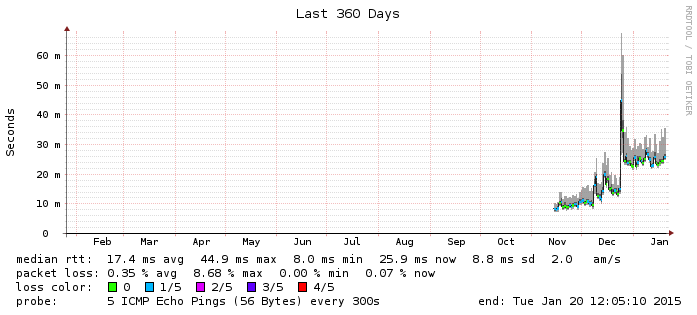 Last 360 Days
RRDTOOL / TOBI OETIKER
Seconds
60 m
50 m
40 m
30 m
20 m
10 m
0
Feb Mar Apr May Jun Jul Aug Sep Oct Nov Dec Jan
median rtt: 17.4 ms avg 44.9 ms max 8.0 ms min 25.9 ms now 8.8 ms sd 2.0 am/s
packet loss: 0.35 % avg 8.68 % max 0.00 % min 0.07 % now
loss color: 0 1/5 2/5 3/5 4/5
probe: 5 ICMP Echo Pings (56 Bytes) every 300s end: Tue Jan 20 12:05:10 2015